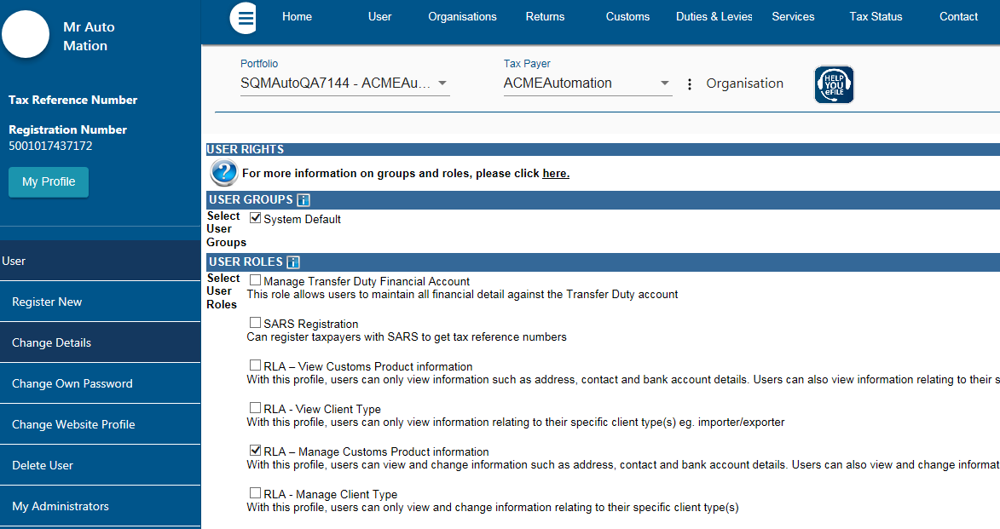 Mr Auto
Mation
Tax Reference Number
Registration Number
5001017437172
My Profile
User
Register New
Change Details
Change Own Password
Change Website Profile
Delete User
My Administrators
Home User Organisations Returns Customs Duties & Levies Services Tax Status Contact
Portfolio
SQMAutoQA7144 - ACMEAu...
Tax Payer
ACMEAutomation
Organisation
HELP
YOU
eFILE
USER RIGHTS
For more information on groups and roles, please click here.
USER GROUPS i
Select
User
Groups
System Default
USER ROLES i
Select
User
Roles
Manage Transfer Duty Financial Account
This role allows users to maintain all financial detail against the Transfer Duty account
SARS Registration
Can register taxpayers with SARS to get tax reference numbers
RLA – View Customs Product information
With this profile, users can only view information such as address, contact and bank account details. Users can also view information relating to their s
RLA - View Client Type
With this profile, users can only view information relating to their specific client type(s) eg. importer/exporter
RLA – Manage Customs Product information
With this profile, users can view and change information such as address, contact and bank account details. Users can also view and change informat
RLA - Manage Client Type
With this profile, users can only view and change information relating to their specific client type(s)